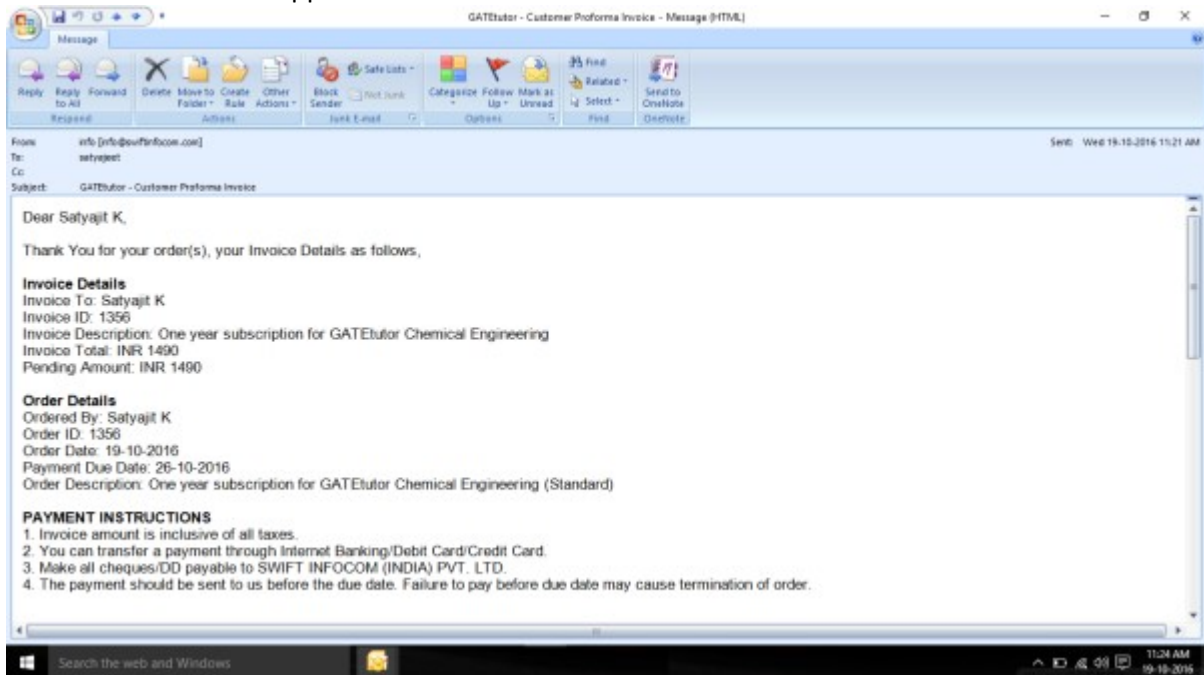 GATEtutor - Customer Proforma Invoice - Message (HTML)
Message
Reply Reply to All Forward
Respond
Delete Move to Folder Create Rule Other Actions
Actions
Block Sender Safe Lists Not Junk
Junk E-mail
Categorize Follow Up Mark as Unread
Options
Find Related Select
Find
Send to OneNote
OneNote
From: info [info@swiftinfocom.com]
Sent: Wed 19-10-2016 11:21 AM
To: satyajeet
Cc:
Subject: GATEtutor - Customer Proforma Invoice
Dear Satyajit K,
Thank You for your order(s), your Invoice Details as follows,
Invoice Details
Invoice To: Satyajit K
Invoice ID: 1356
Invoice Description: One year subscription for GATEtutor Chemical Engineering
Invoice Total: INR 1490
Pending Amount: INR 1490
Order Details
Ordered By: Satyajit K
Order ID: 1356
Order Date: 19-10-2016
Payment Due Date: 26-10-2016
Order Description: One year subscription for GATEtutor Chemical Engineering (Standard)
PAYMENT INSTRUCTIONS
1. Invoice amount is inclusive of all taxes.
2. You can transfer a payment through Internet Banking/Debit Card/Credit Card.
3. Make all cheques/DD payable to SWIFT INFOCOM (INDIA) PVT. LTD.
4. The payment should be sent to us before the due date. Failure to pay before due date may cause termination of order.
Search the web and Windows
11:24 AM
19-10-2016